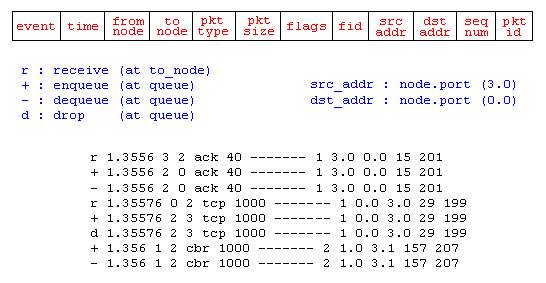 event time from node to node pkt type pkt size flags fid src addr dst addr seq num pkt id
r : receive (at to_node)
+ : enqueue (at queue)
- : dequeue (at queue)
d : drop (at queue)
src_addr : node.port (3.0)
dst_addr : node.port (0.0)
r 1.3556 3 2 ack 40 ------- 1 3.0 0.0 15 201
+ 1.3556 2 0 ack 40 ------- 1 3.0 0.0 15 201
- 1.3556 2 0 ack 40 ------- 1 3.0 0.0 15 201
r 1.35576 0 2 tcp 1000 ------- 1 0.0 3.0 29 199
+ 1.35576 2 3 tcp 1000 ------- 1 0.0 3.0 29 199
d 1.35576 2 3 tcp 1000 ------- 1 0.0 3.0 29 199
+ 1.356 1 2 cbr 1000 ------- 2 1.0 3.1 157 207
- 1.356 1 2 cbr 1000 ------- 2 1.0 3.1 157 207